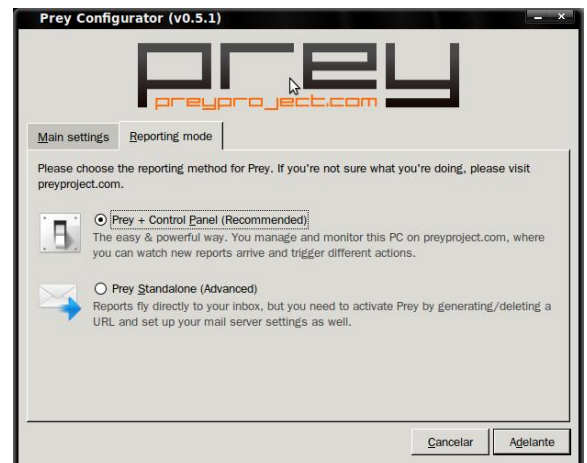 Prey Configurator (v0.5.1)
prey
preyproject.com
Main settings
Reporting mode
Please choose the reporting method for Prey. If you're not sure what you're doing, please visit
preyproject.com.
Prey + Control Panel (Recommended)
The easy & powerful way. You manage and monitor this PC on preyproject.com, where
you can watch new reports arrive and trigger different actions.
Prey Standalone (Advanced)
Reports fly directly to your inbox, but you need to activate Prey by generating/deleting a
URL and set up your mail server settings as well.
Cancelar
Adelante